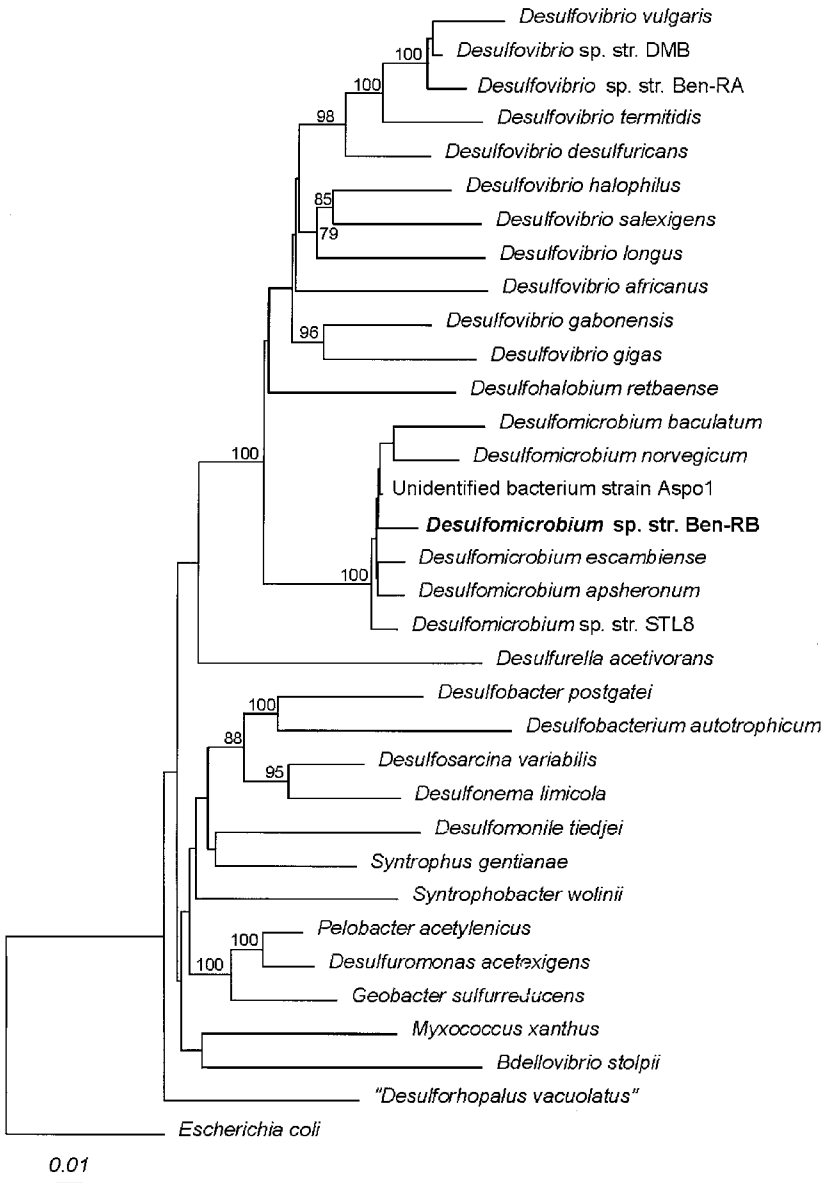 Desulfovibrio vulgaris
100
Desulfovibrio sp. str. DMB
100
Desulfovibrio sp. str. Ben-RA
98
Desulfovibrio termitidis
Desulfovibrio desulfuricans
Desulfovibrio halophilus
85
Desulfovibrio salexigens
79
Desulfovibrio longus
Desulfovibrio africanus
Desulfovibrio gabonensis
96
Desulfovibrio gigas
Desulfohalobium retbaense
Desulfomicrobium baculatum
100
Desulfomicrobium norvegicum
Unidentified bacterium strain Aspo1
Desulfomicrobium sp. str. Ben-RB
Desulfomicrobium escambiense
100
Desulfomicrobium apsheronum
Desulfomicrobium sp. str. STL8
Desulfurella acetivorans
Desulfobacter postgatei
100
Desulfobacterium autotrophicum
88
Desulfosarcina variabilis
95
Desulfonema limicola
Desulfomonile tiedjei
Syntrophus gentianae
Syntrophobacter wolinii
Pelobacter acetylenicus
100
Desulfuromonas acetexigens
100
Geobacter sulfurreducens
Myxococcus xanthus
Bdellovibrio stolpii
"Desulforhopalus vacuolatus"
Escherichia coli
0.01